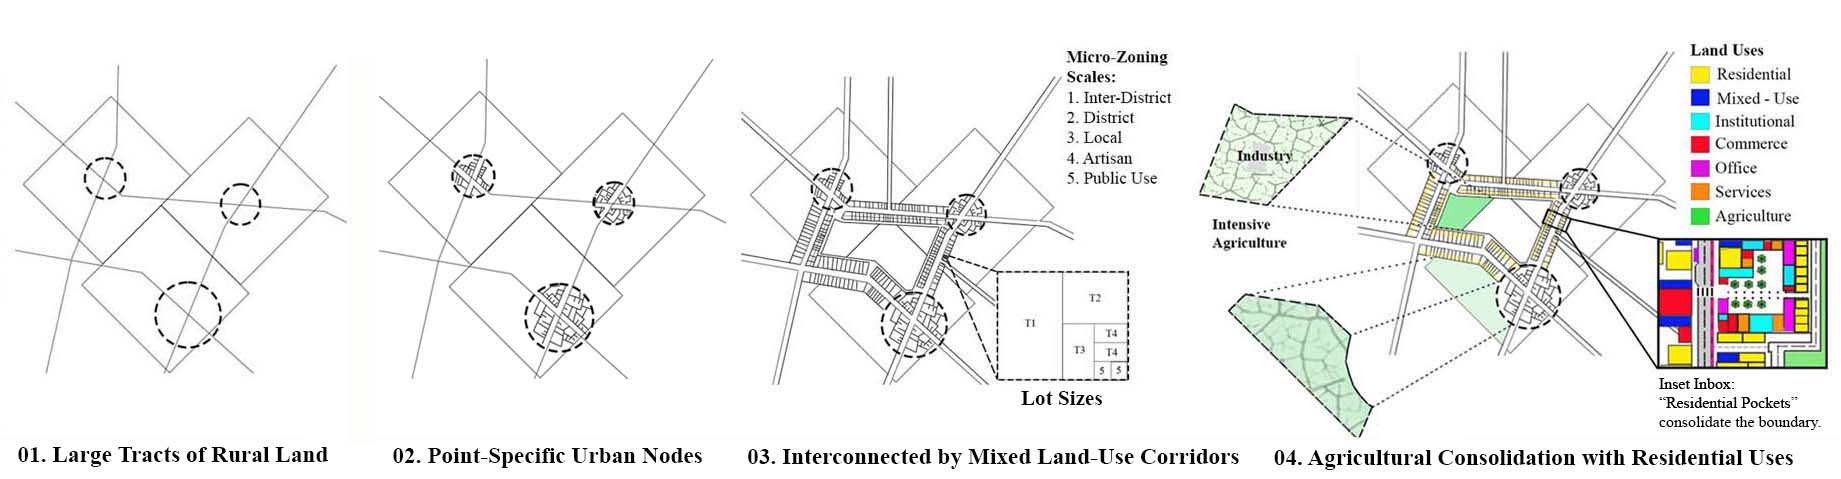 Micro-Zoning
Scales:
1. Inter-District
2. District
3. Local
4. Artisan
5. Public Use
T1
T2
T3
T4
T4
5 5
Lot Sizes
Industry
Intensive
Agriculture
Land Uses
Residential
Mixed - Use
Institutional
Commerce
Office
Services
Agriculture
Inset Inbox:
“Residential Pockets”
consolidate the boundary.
01. Large Tracts of Rural Land
02. Point-Specific Urban Nodes
03. Interconnected by Mixed Land-Use Corridors
04. Agricultural Consolidation with Residential Uses